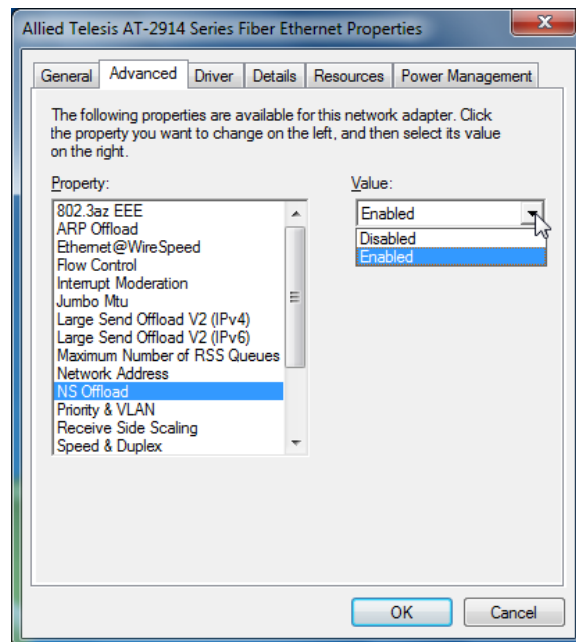 Allied Telesis AT-2914 Series Fiber Ethernet Properties
General Advanced Driver Details Resources Power Management
The following properties are available for this network adapter. Click
the property you want to change on the left, and then select its value
on the right.
Property:
802.3az EEE
ARP Offload
Ethernet@WireSpeed
Flow Control
Interrupt Moderation
Jumbo Mtu
Large Send Offload V2 (IPv4)
Large Send Offload V2 (IPv6)
Maximum Number of RSS Queues
Network Address
NS Offload
Priority & VLAN
Receive Side Scaling
Speed & Duplex
Value:
Enabled
Disabled
Enabled
OK Cancel